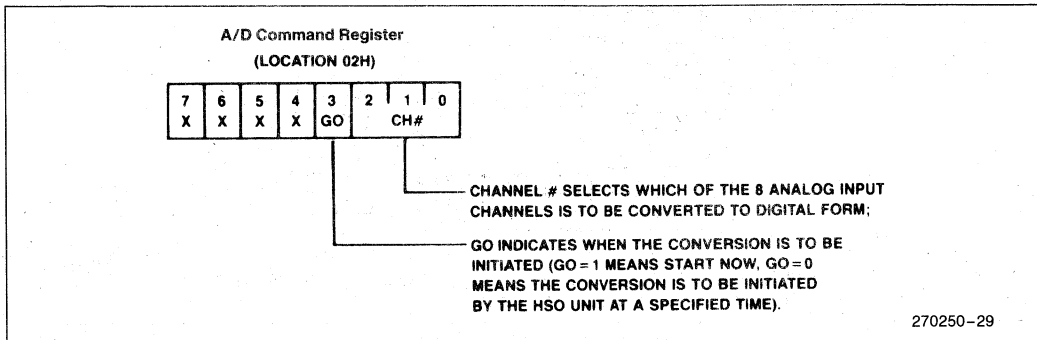 A/D Command Register
(LOCATION 02H)
7 6 5 4 3 2 1 0
X X X X GO CH#
CHANNEL # SELECTS WHICH OF THE 8 ANALOG INPUT
CHANNELS IS TO BE CONVERTED TO DIGITAL FORM;
GO INDICATES WHEN THE CONVERSION IS TO BE
INITIATED (GO = 1 MEANS START NOW, GO = 0
MEANS THE CONVERSION IS TO BE INITIATED
BY THE HSO UNIT AT A SPECIFIED TIME).
270250-29